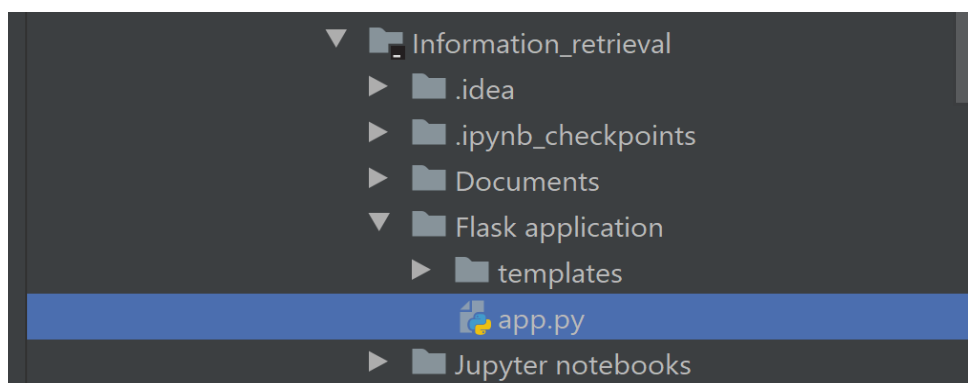 Information_retrieval
.idea
.ipynb_checkpoints
Documents
Flask application
templates
app.py
Jupyter notebooks